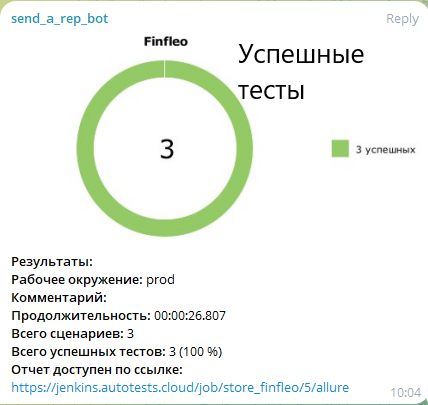 send_a_rep_bot
Reply
Finfleo
Успешные
тесты
3
3 успешных
Результаты:
Рабочее окружение: prod
Комментарий:
Продолжительность: 00:00:26.807
Всего сценариев: 3
Всего успешных тестов: 3 (100 %)
Отчет доступен по ссылке:
https://jenkins.autotests.cloud/job/store_finfleo/5/allure
10:04